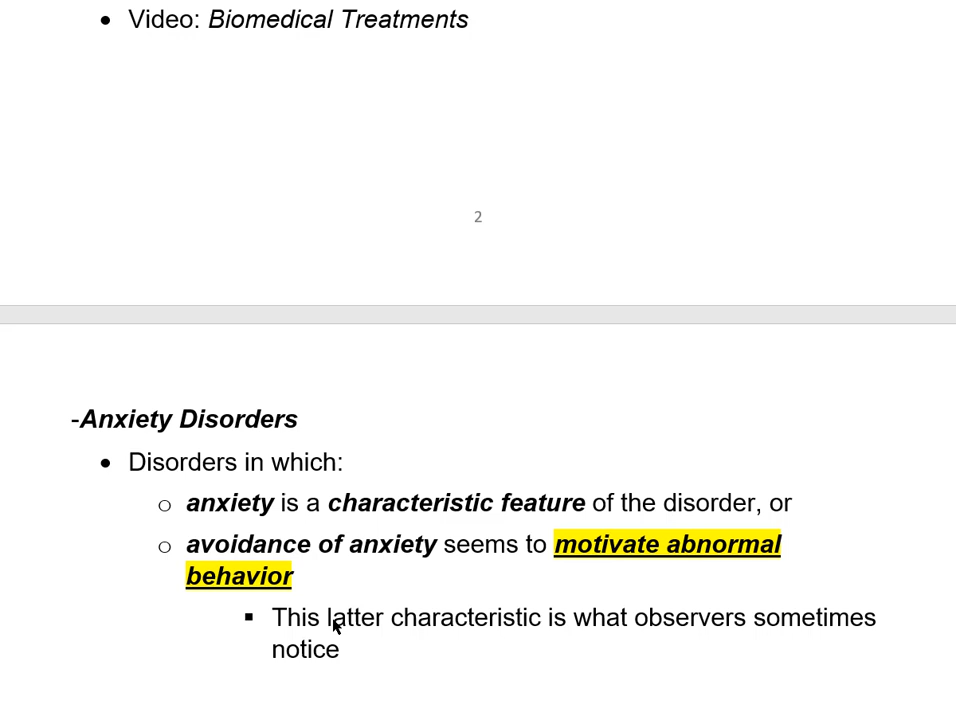 • Video: Biomedical Treatments
2
-Anxiety Disorders
• Disorders in which:
o anxiety is a characteristic feature of the disorder, or
o avoidance of anxiety seems to motivate abnormal
behavior
▪ This latter characteristic is what observers sometimes
notice